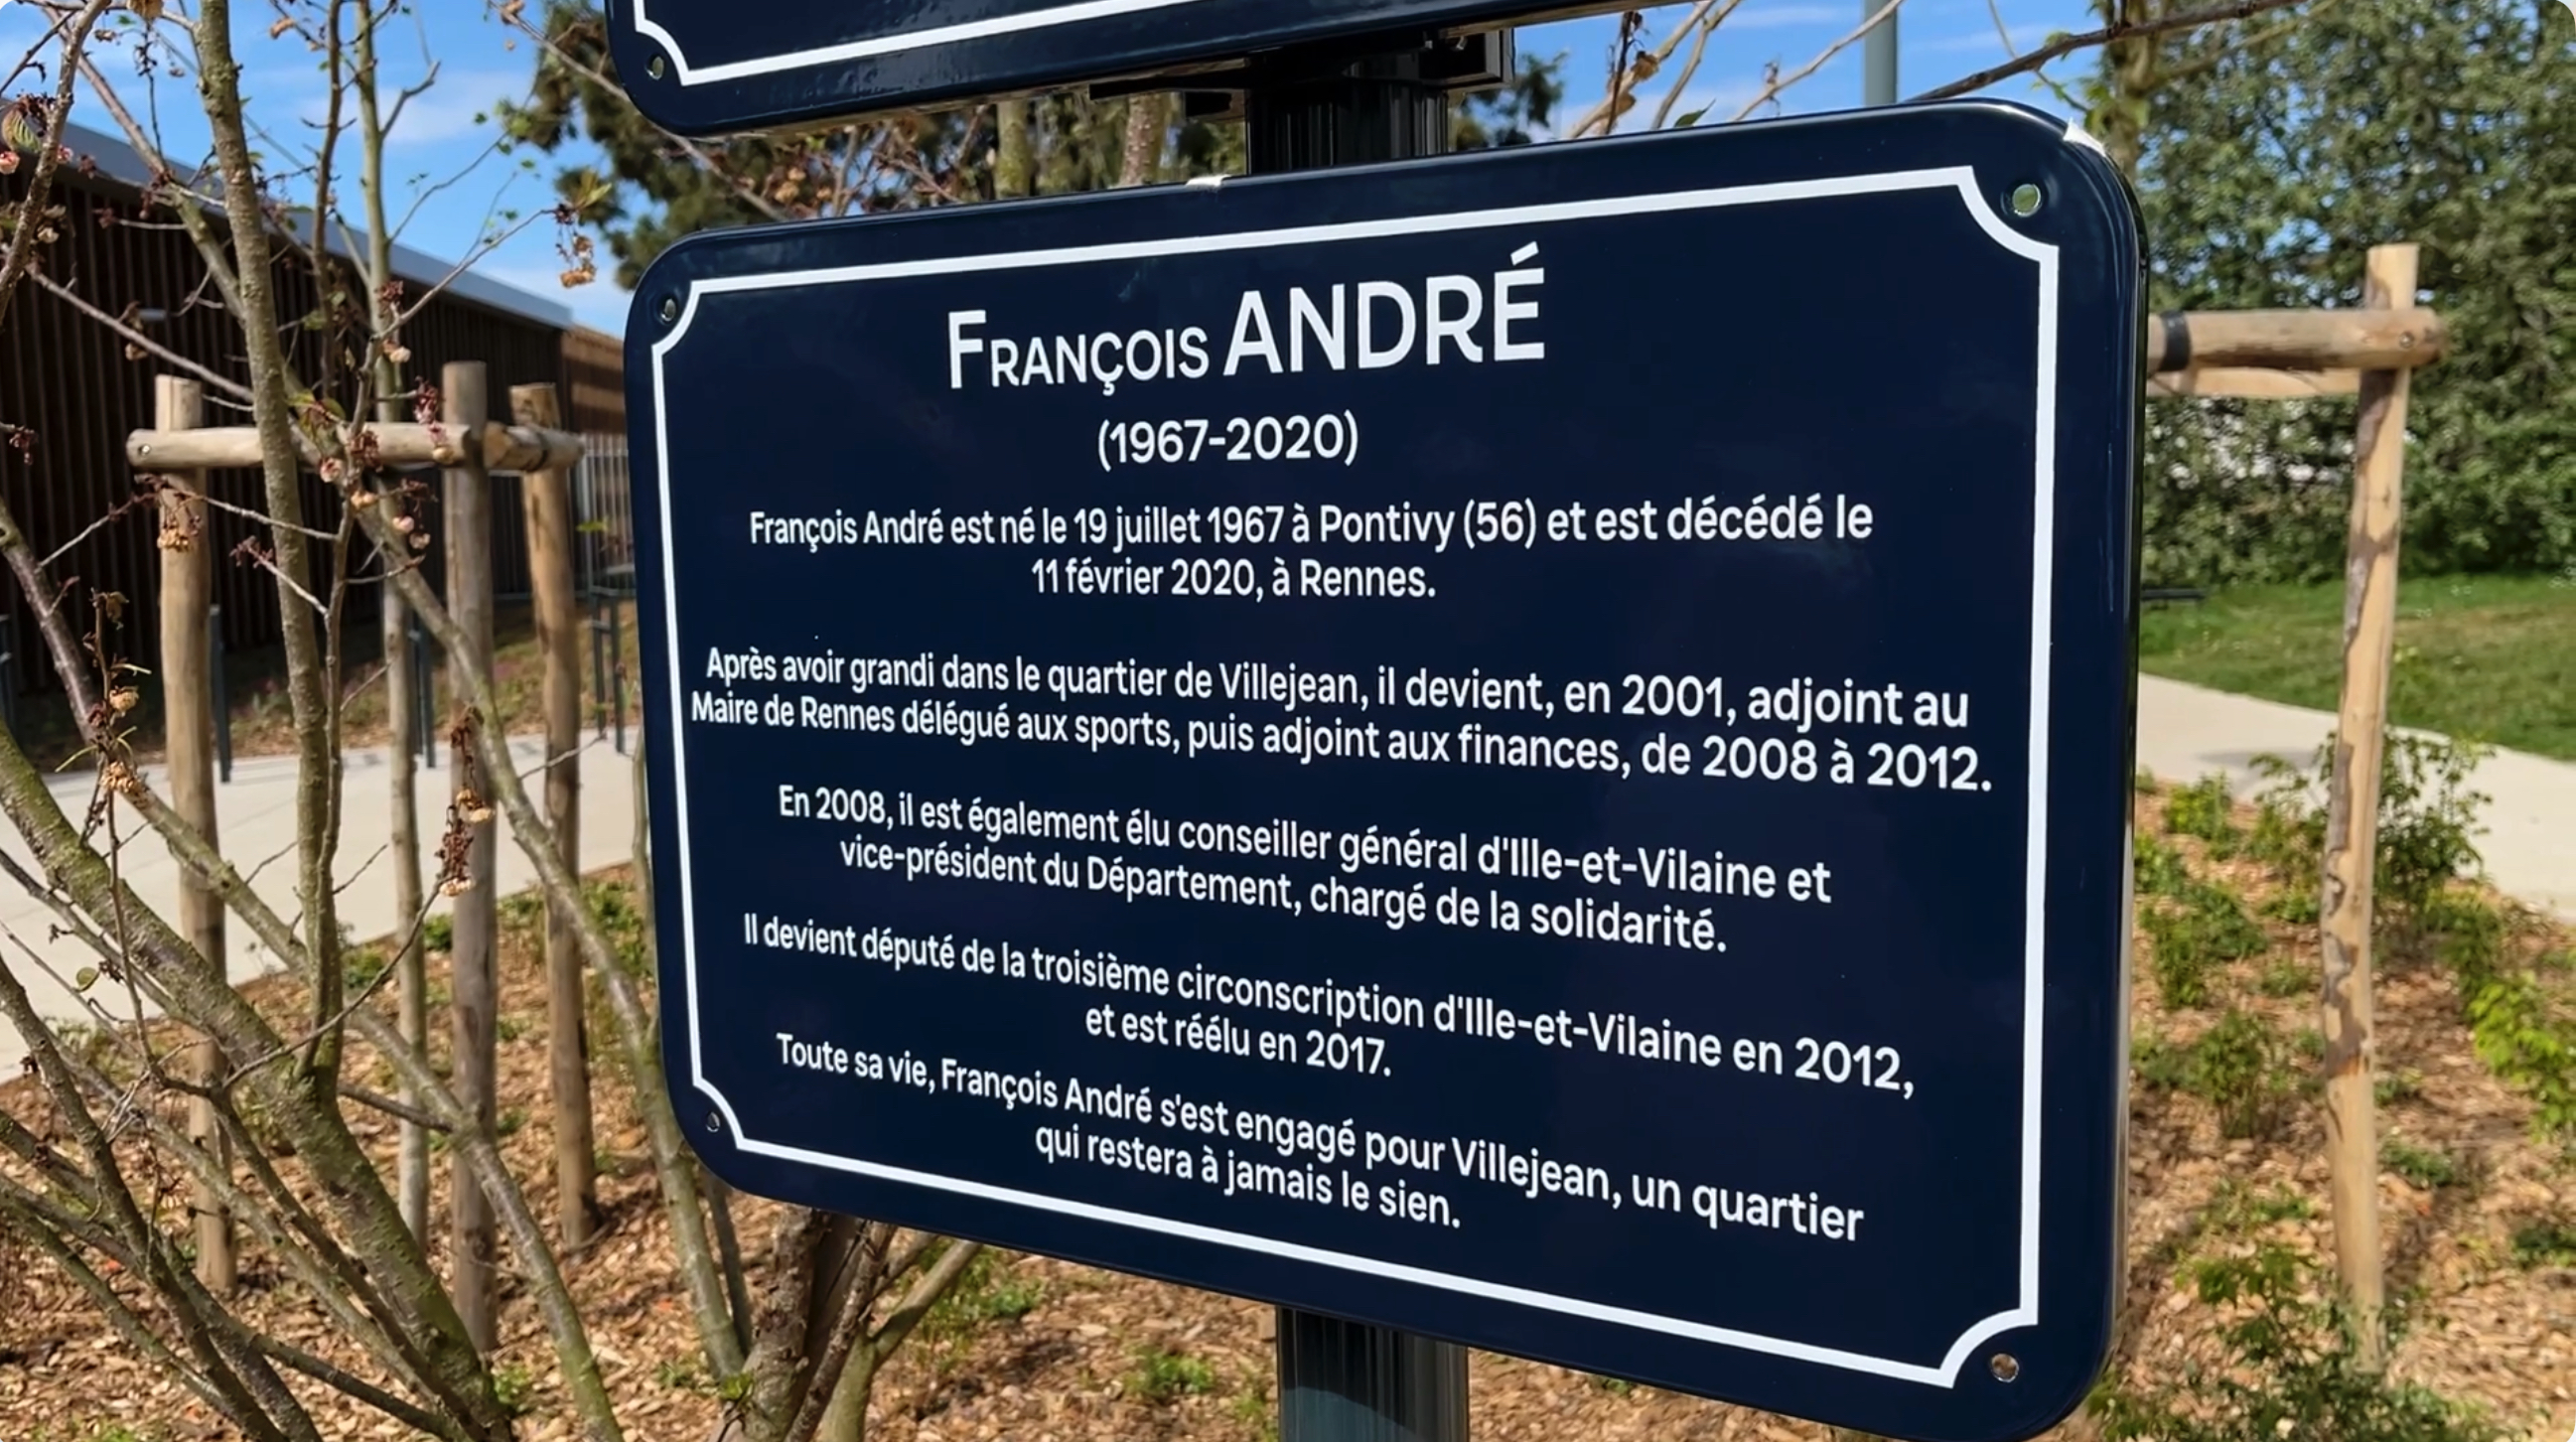 François ANDRÉ
(1967-2020)
François André est né le 19 juillet 1967 à Pontivy (56) et est décédé le
11 février 2020, à Rennes.
Après avoir grandi dans le quartier de Villejean, il devient, en 2001, adjoint au
Maire de Rennes délégué aux sports, puis adjoint aux finances, de 2008 à 2012.
En 2008, il est également élu conseiller général d'Ille-et-Vilaine et
vice-président du Département, chargé de la solidarité.
Il devient député de la troisième circonscription d'Ille-et-Vilaine en 2012,
et est réélu en 2017.
Toute sa vie, François André s'est engagé pour Villejean, un quartier
qui restera à jamais le sien.